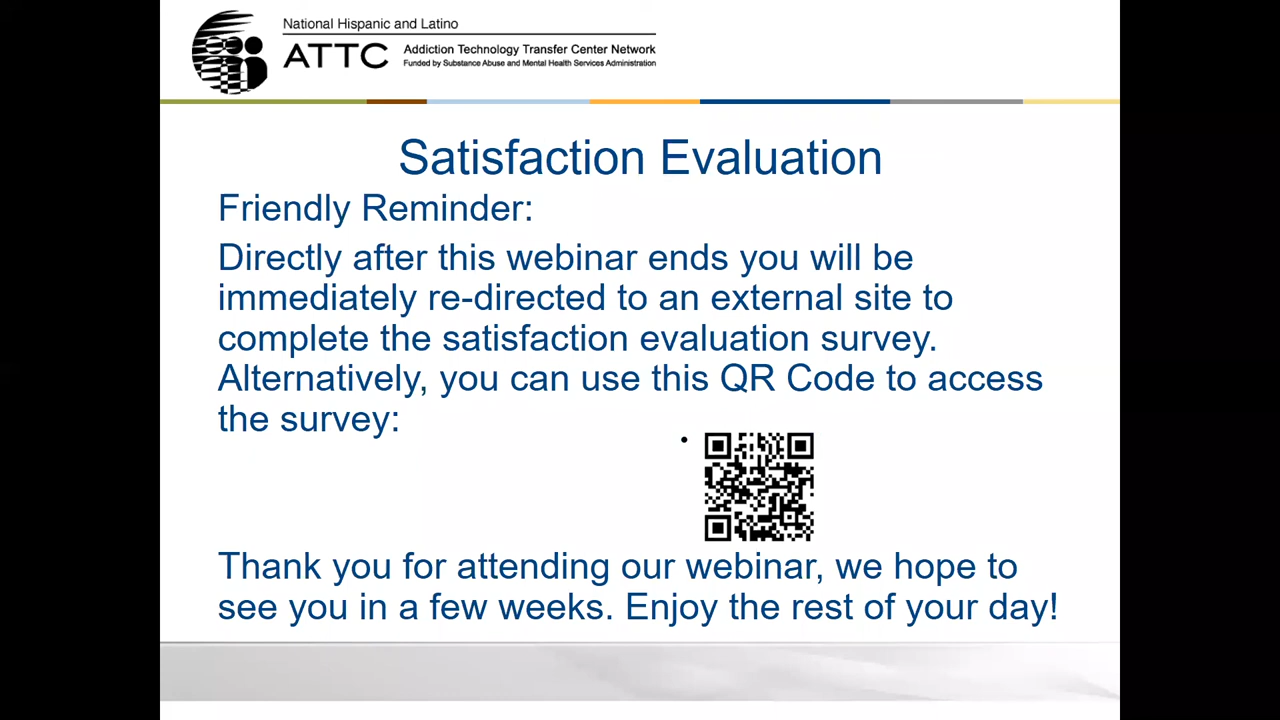 National Hispanic and Latino
ATTC
Addiction Technology Transfer Center Network
Funded by Substance Abuse and Mental Health Services Administration
Satisfaction Evaluation
Friendly Reminder:
Directly after this webinar ends you will be
immediately re-directed to an external site to
complete the satisfaction evaluation survey.
Alternatively, you can use this QR Code to access
the survey:
•
Thank you for attending our webinar, we hope to
see you in a few weeks. Enjoy the rest of your day!